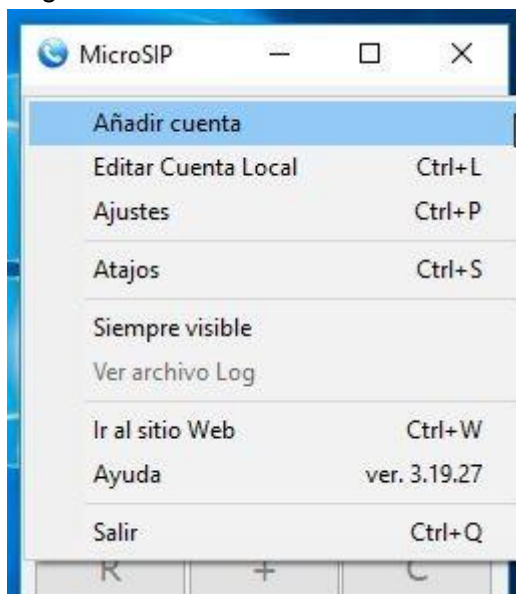 MicroSIP
Añadir cuenta
Editar Cuenta Local Ctrl+L
Ajustes Ctrl+P
Atajos Ctrl+S
Siempre visible
Ver archivo Log
Ir al sitio Web Ctrl+W
Ayuda ver. 3.19.27
Salir Ctrl+Q
R + C